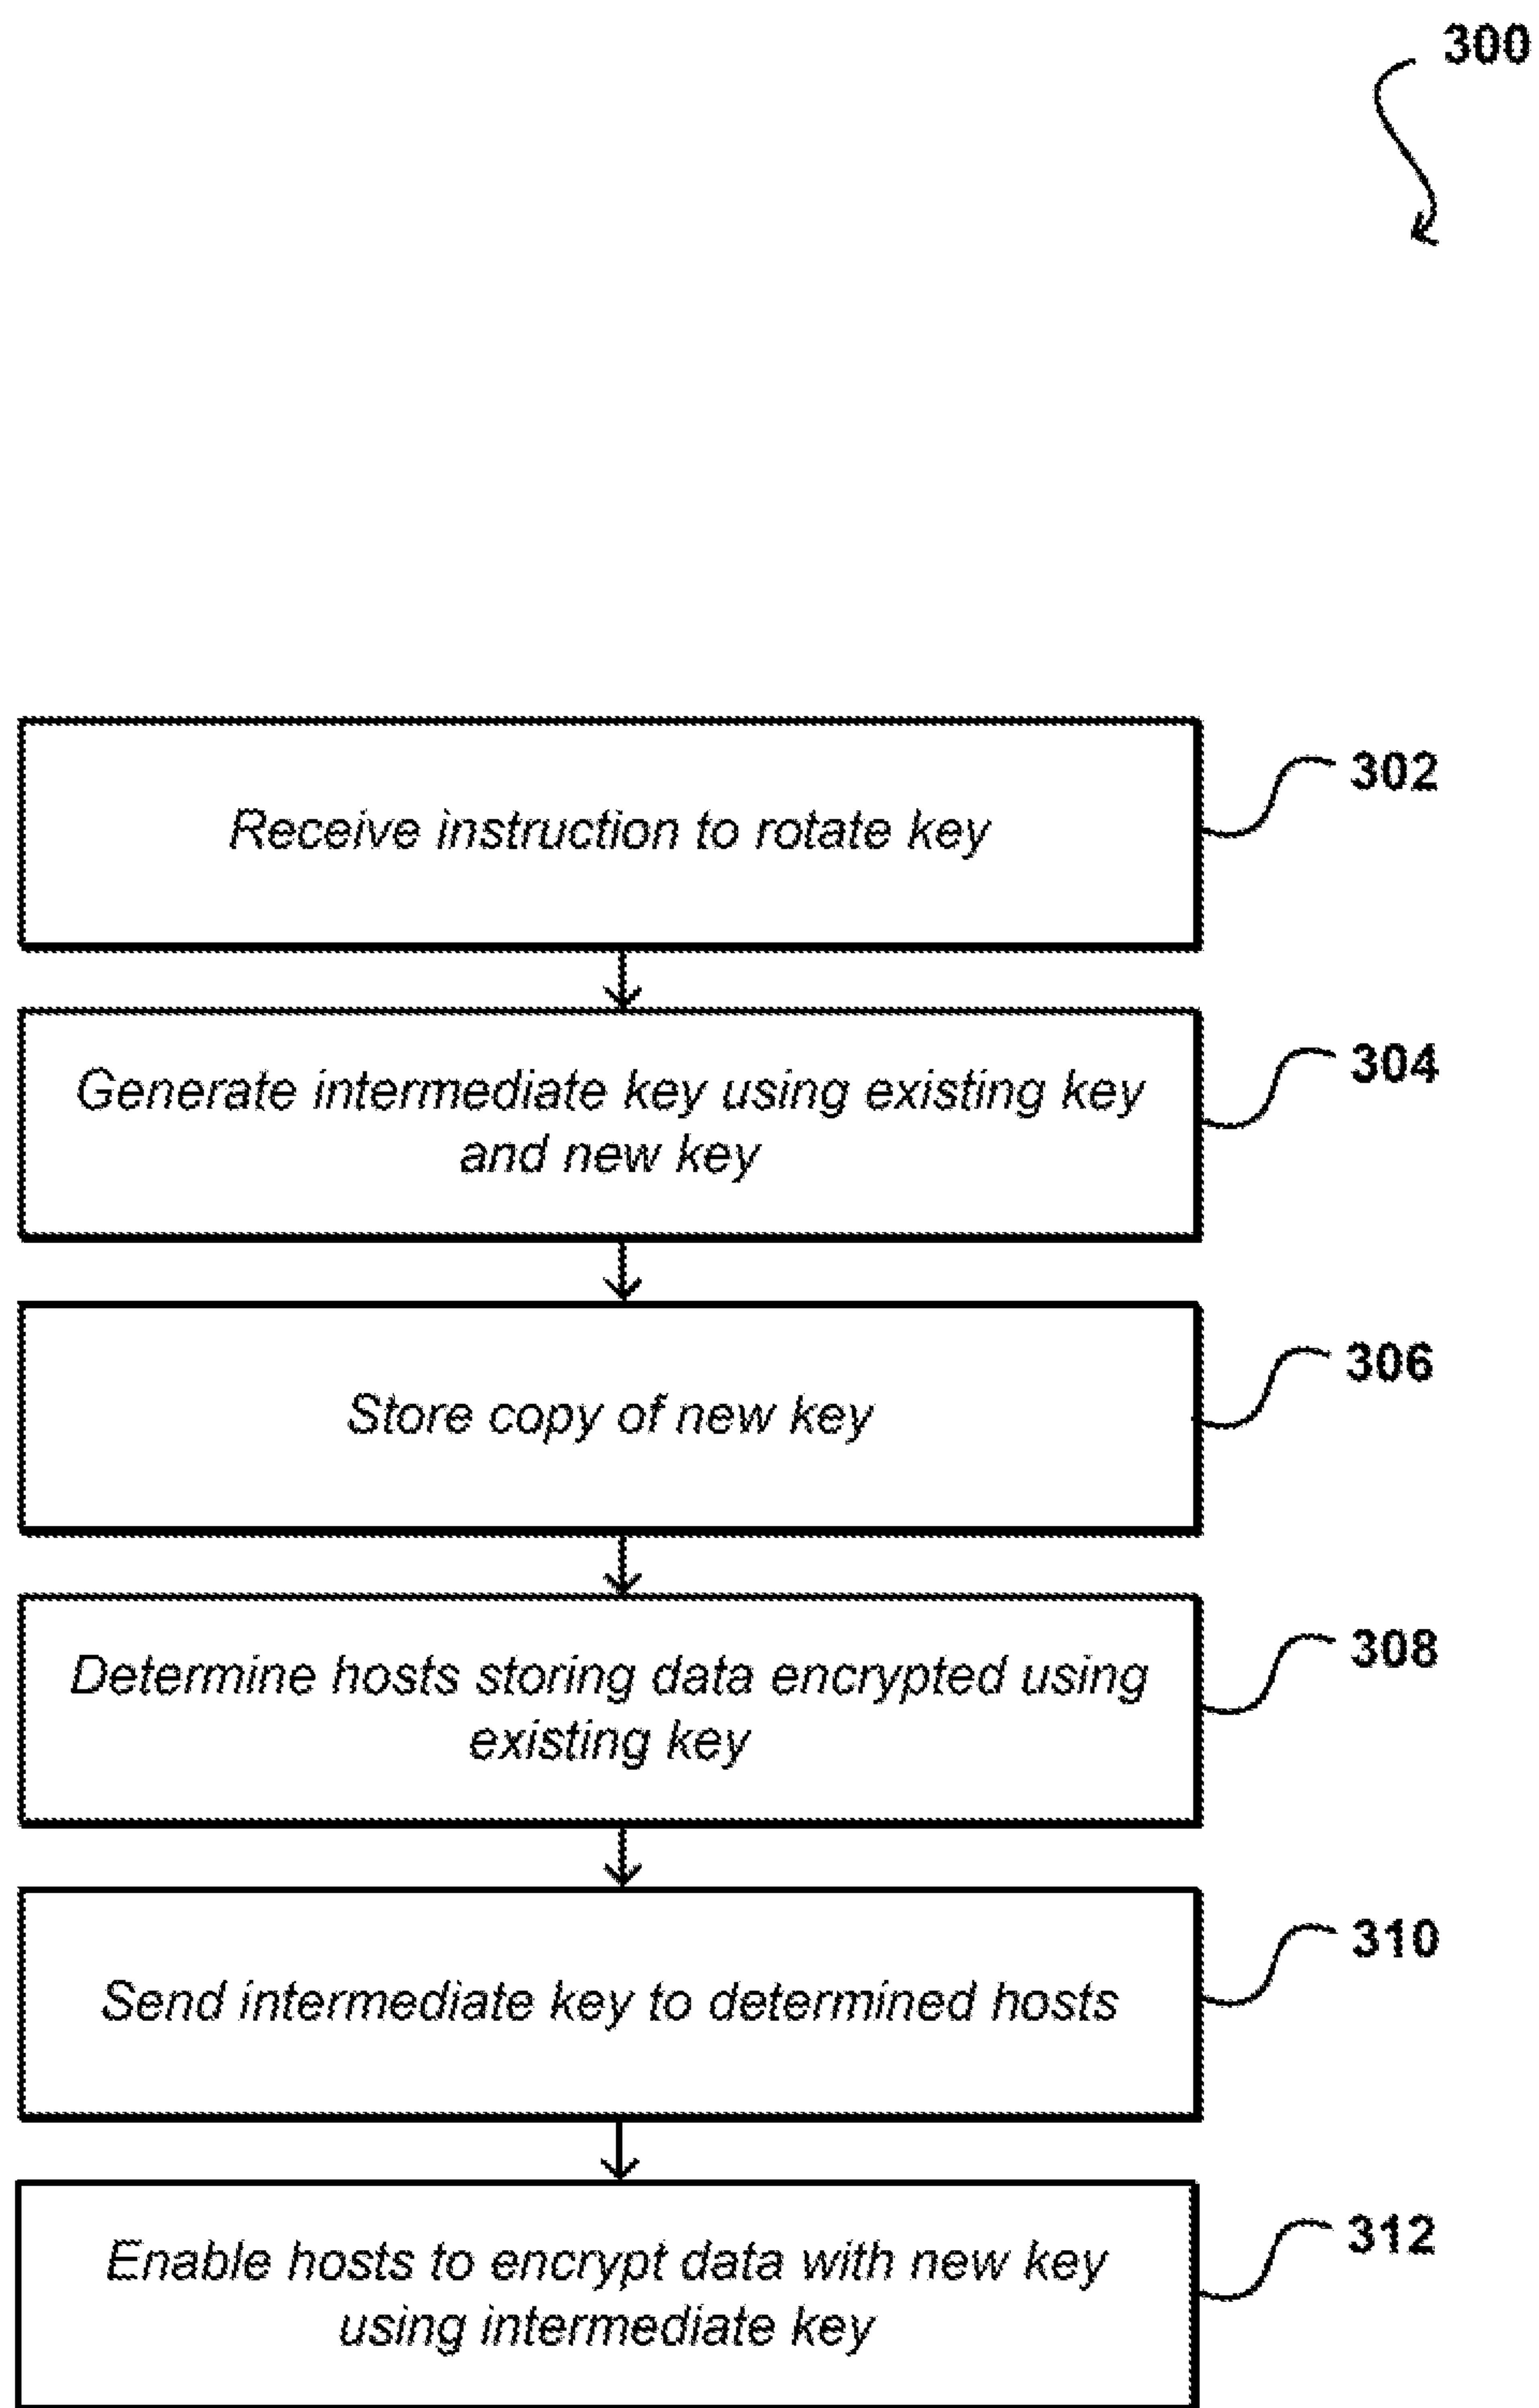 300
Receive instruction to rotate key
302
Generate intermediate key using existing key
and new key
304
Store copy of new key
306
Determine hosts storing data encrypted using
existing key
308
Send intermediate key to determined hosts
310
Enable hosts to encrypt data with new key
using intermediate key
312